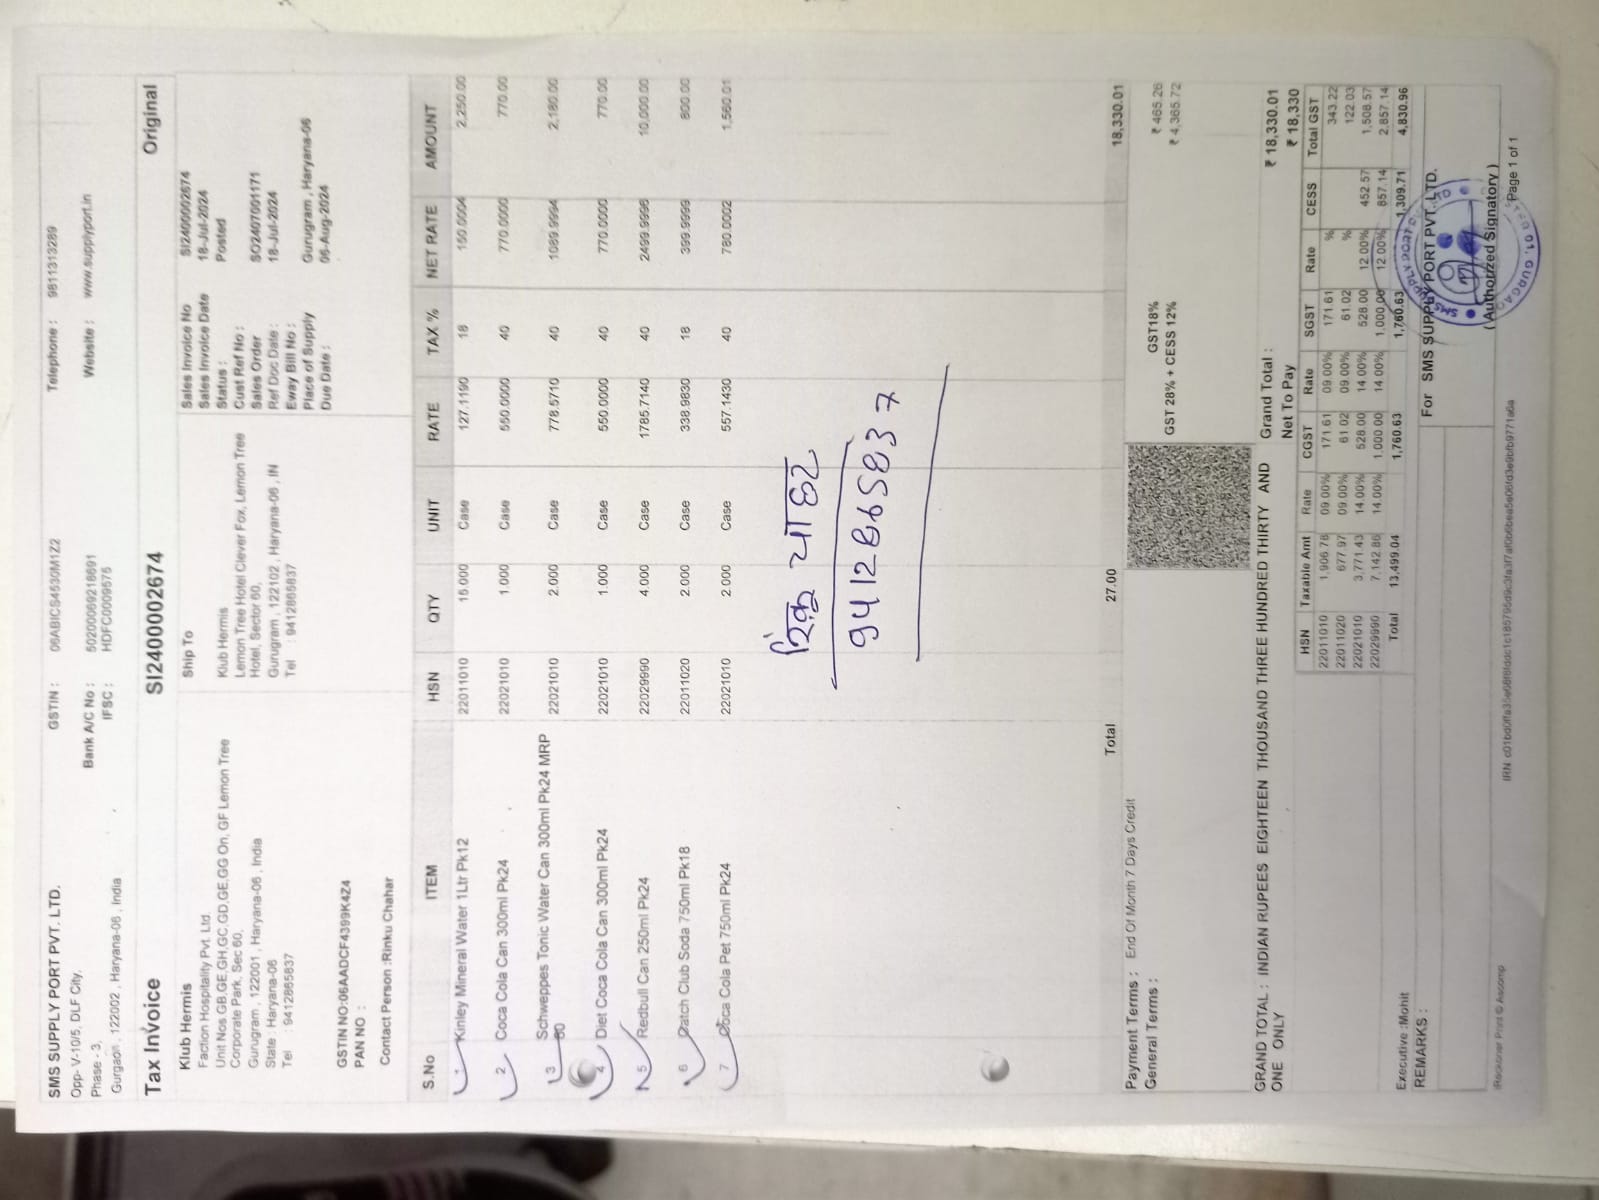 SMS SUPPLY PORT PVT. LTD.
Opp- V-10/5, DLF City,
Phase - 3,
Gurgaon , 122002 , Haryana-06 , India
GSTIN : 06ABICS4530M1Z2
Bank A/C No : 50200069218691
IFSC : HDFC0009575
Telephone : 9811313289
Website : www.supplyport.in
Tax Invoice SI2400002674 Original
Klub Hermis
Faction Hospitality Pvt. Ltd.
Unit Nos GB,GE,GH,GC,GD,GE,GG On, GF Lemon Tree
Corporate Park, Sec 60,
Gurugram , 122001 , Haryana-06 , India
State : Haryana-06
Tel : 9412865837
GSTIN NO:06AADCF4399K4Z4
PAN NO :
Contact Person :Rinku Chahar
Ship To
Klub Hermis
Lemon Tree Hotel Clever Fox, Lemon Tree
Hotel, Sector 60,
Gurugram , 122102 , Haryana-06 , IN
Tel : 9412865837
Sales Invoice No SI2400002674
Sales Invoice Date 18-Jul-2024
Status : Posted
Cust Ref No :
Sales Order SO2407001171
Ref Doc Date : 18-Jul-2024
Eway Bill No :
Place of Supply Gurugram , Haryana-06
Due Date : 06-Aug-2024
S.No ITEM HSN QTY UNIT RATE TAX % NET RATE AMOUNT
1 Kinley Mineral Water 1Ltr Pk12 22011010 15.000 Case 127.1190 18 150.0004 2,250.00
2 Coca Cola Can 300ml Pk24 22021010 1.000 Case 550.0000 40 770.0000 770.00
3 Schweppes Tonic Water Can 300ml Pk24 MRP 22021010 2.000 Case 778.5710 40 1089.9994 2,180.00
60
4 Diet Coca Cola Can 300ml Pk24 22021010 1.000 Case 550.0000 40 770.0000 770.00
5 Redbull Can 250ml Pk24 22029990 4.000 Case 1785.7140 40 2499.9996 10,000.00
6 Catch Club Soda 750ml Pk18 22011020 2.000 Case 338.9830 18 399.9999 800.00
7 Coca Cola Pet 750ml Pk24 22021010 2.000 Case 557.1430 40 780.0002 1,560.01
रिंकू चाहर
9412865837
Total 27.00 18,330.01
Payment Terms : End Of Month 7 Days Credit
General Terms :
GST18% ₹ 465.26
GST 28% + CESS 12% ₹ 4,365.72
GRAND TOTAL : INDIAN RUPEES EIGHTEEN THOUSAND THREE HUNDRED THIRTY AND
ONE ONLY
Grand Total : ₹ 18,330.01
Net To Pay ₹ 18,330
HSN Taxable Amt Rate CGST Rate SGST Rate CESS Total GST
22011010 1,906.78 09.00% 171.61 09.00% 171.61 % 343.22
22011020 677.97 09.00% 61.02 09.00% 61.02 % 122.03
22021010 3,771.43 14.00% 528.00 14.00% 528.00 12.00% 452.57 1,508.57
22029990 7,142.86 14.00% 1,000.00 14.00% 1,000.00 12.00% 857.14 2,857.14
Total 13,499.04 1,760.63 1,760.63 1,309.71 4,830.96
Executive :Mohit
REMARKS :
For SMS SUPPLY PORT PVT. LTD.
( Authorized Signatory )
Page 1 of 1